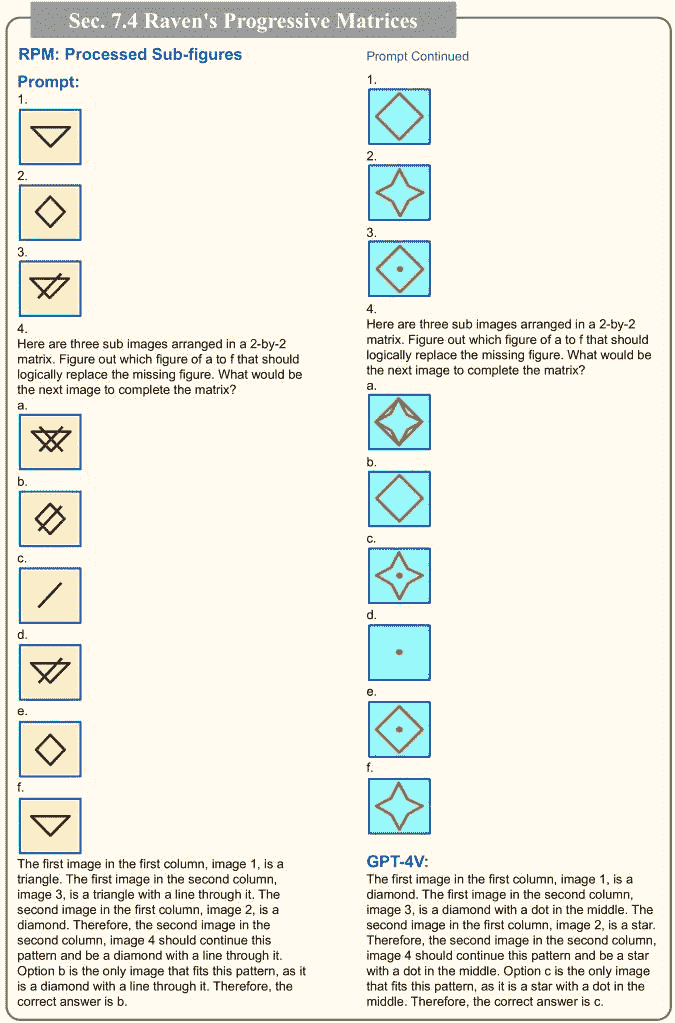 Sec. 7.4 Raven's Progressive Matrices
RPM: Processed Sub-figures
Prompt:
1.
2.
3.
4.
Here are three sub images arranged in a 2-by-2
matrix. Figure out which figure of a to f that should
logically replace the missing figure. What would be
the next image to complete the matrix?
a.
b.
c.
d.
e.
f.
The first image in the first column, image 1, is a
triangle. The first image in the second column,
image 3, is a triangle with a line through it. The
second image in the first column, image 2, is a
diamond. Therefore, the second image in the
second column, image 4 should continue this
pattern and be a diamond with a line through it.
Option b is the only image that fits this pattern, as it
is a diamond with a line through it. Therefore, the
correct answer is b.
Prompt Continued
1.
2.
3.
4.
Here are three sub images arranged in a 2-by-2
matrix. Figure out which figure of a to f that should
logically replace the missing figure. What would be
the next image to complete the matrix?
a.
b.
c.
d.
e.
f.
GPT-4V:
The first image in the first column, image 1, is a
diamond. The first image in the second column,
image 3, is a diamond with a dot in the middle. The
second image in the first column, image 2, is a star.
Therefore, the second image in the second column,
image 4 should continue this pattern and be a star
with a dot in the middle. Option c is the only image
that fits this pattern, as it is a star with a dot in the
middle. Therefore, the correct answer is c.